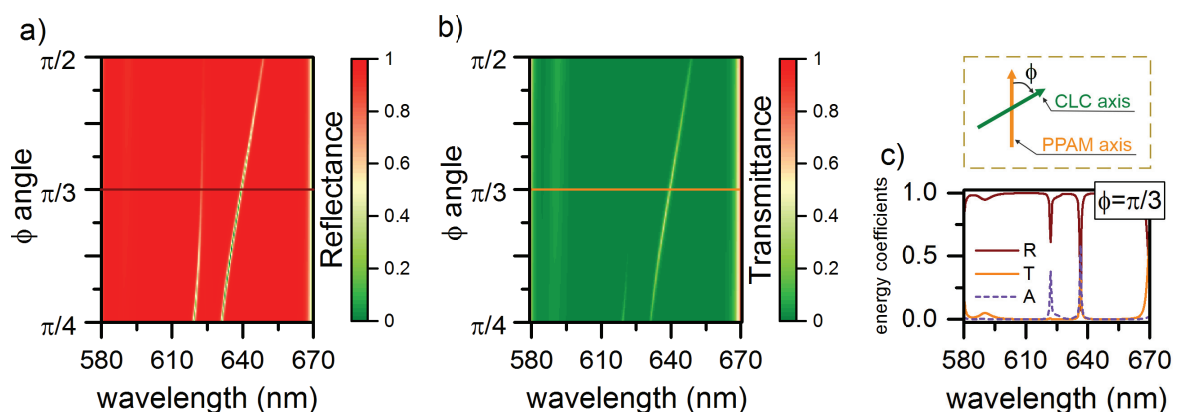 a)
π/2
π/3
π/4
ϕ angle
580 610 640 670
wavelength (nm)
1
0.8
0.6
0.4
0.2
0
Reflectance
b)
π/2
π/3
π/4
ϕ angle
580 610 640 670
wavelength (nm)
1
0.8
0.6
0.4
0.2
0
Transmittance
ϕ
CLC axis
PPAM axis
c)
1.0
0.5
0.0
energy coefficients
ϕ=π/3
R
T
A
580 610 640 670
wavelength (nm)